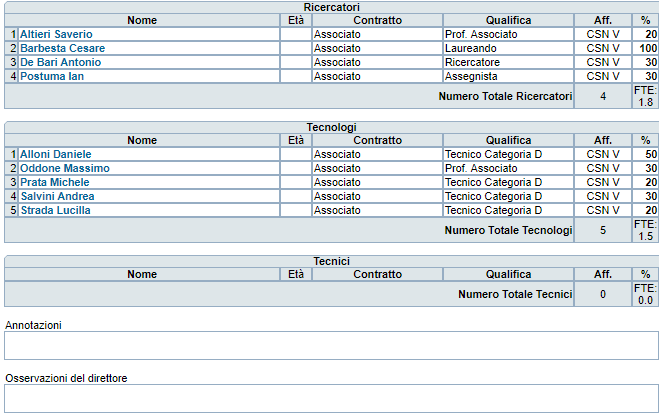 Ricercatori
Nome Età Contratto Qualifica Aff. %
1 Altieri Saverio Associato Prof. Associato CSN V 20
2 Barbesta Cesare Associato Laureando CSN V 100
3 De Bari Antonio Associato Ricercatore CSN V 30
4 Postuma Ian Associato Assegnista CSN V 30
Numero Totale Ricercatori 4 FTE:
1.8
Tecnologi
Nome Età Contratto Qualifica Aff. %
1 Alloni Daniele Associato Tecnico Categoria D CSN V 50
2 Oddone Massimo Associato Prof. Associato CSN V 30
3 Prata Michele Associato Tecnico Categoria D CSN V 20
4 Salvini Andrea Associato Tecnico Categoria D CSN V 30
5 Strada Lucilla Associato Tecnico Categoria D CSN V 20
Numero Totale Tecnologi 5 FTE:
1.5
Tecnici
Nome Età Contratto Qualifica Aff. %
Numero Totale Tecnici 0 FTE:
0.0
Annotazioni
Osservazioni del direttore